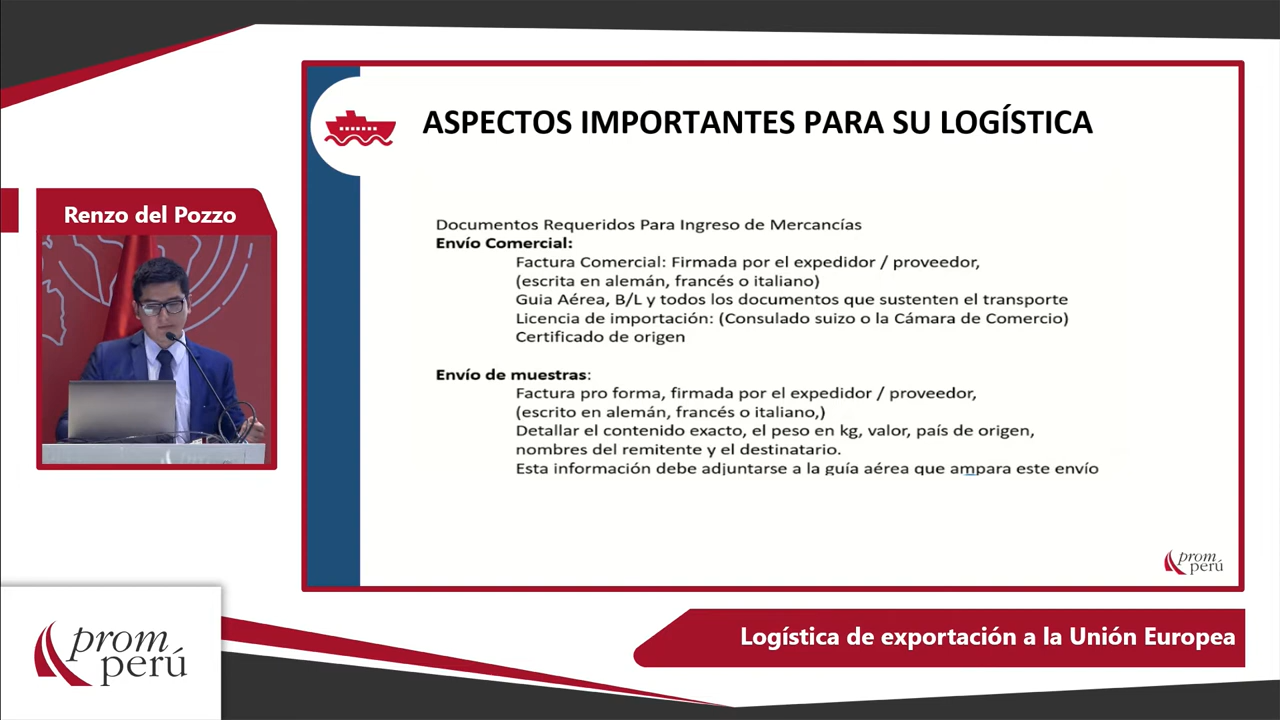 ASPECTOS IMPORTANTES PARA SU LOGÍSTICA
Renzo del Pozzo
Documentos Requeridos Para Ingreso de Mercancías
Envío Comercial:
Factura Comercial: Firmada por el expedidor / proveedor,
(escrita en alemán, francés o italiano)
Guia Aérea, B/L y todos los documentos que sustenten el transporte
Licencia de importación: (Consulado suizo o la Cámara de Comercio)
Certificado de origen
Envío de muestras:
Factura pro forma, firmada por el expedidor / proveedor,
(escrito en alemán, francés o italiano,)
Detallar el contenido exacto, el peso en kg, valor, país de origen,
nombres del remitente y el destinatario.
Esta información debe adjuntarse a la guía aérea que ampara este envío
prom
perú
Logística de exportación a la Unión Europea
prom
perú